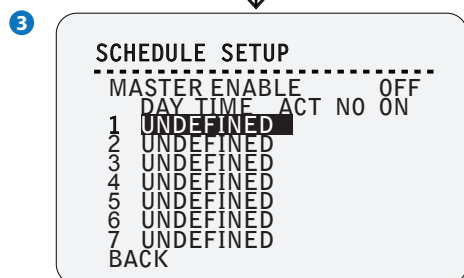 3
SCHEDULE SETUP
MASTER ENABLE OFF
DAY TIME ACT NO ON
1 UNDEFINED
2 UNDEFINED
3 UNDEFINED
4 UNDEFINED
5 UNDEFINED
6 UNDEFINED
7 UNDEFINED
BACK